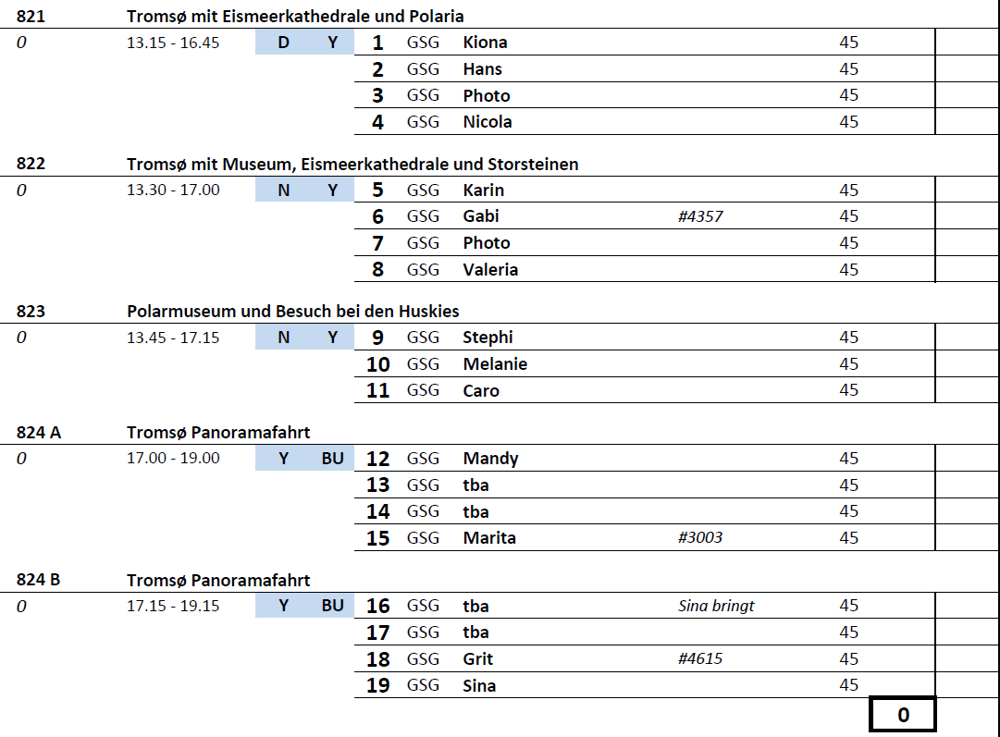 821 Tromsø mit Eismeerkathedrale und Polaria
0 13.15 - 16.45 D Y 1 GSG Kiona 45
2 GSG Hans 45
3 GSG Photo 45
4 GSG Nicola 45
822 Tromsø mit Museum, Eismeerkathedrale und Storsteinen
0 13.30 - 17.00 N Y 5 GSG Karin 45
6 GSG Gabi #4357 45
7 GSG Photo 45
8 GSG Valeria 45
823 Polarmuseum und Besuch bei den Huskies
0 13.45 - 17.15 N Y 9 GSG Stephi 45
10 GSG Melanie 45
11 GSG Caro 45
824 A Tromsø Panoramafahrt
0 17.00 - 19.00 Y BU 12 GSG Mandy 45
13 GSG tba 45
14 GSG tba 45
15 GSG Marita #3003 45
824 B Tromsø Panoramafahrt
0 17.15 - 19.15 Y BU 16 GSG tba Sina bringt 45
17 GSG tba 45
18 GSG Grit #4615 45
19 GSG Sina 45
0